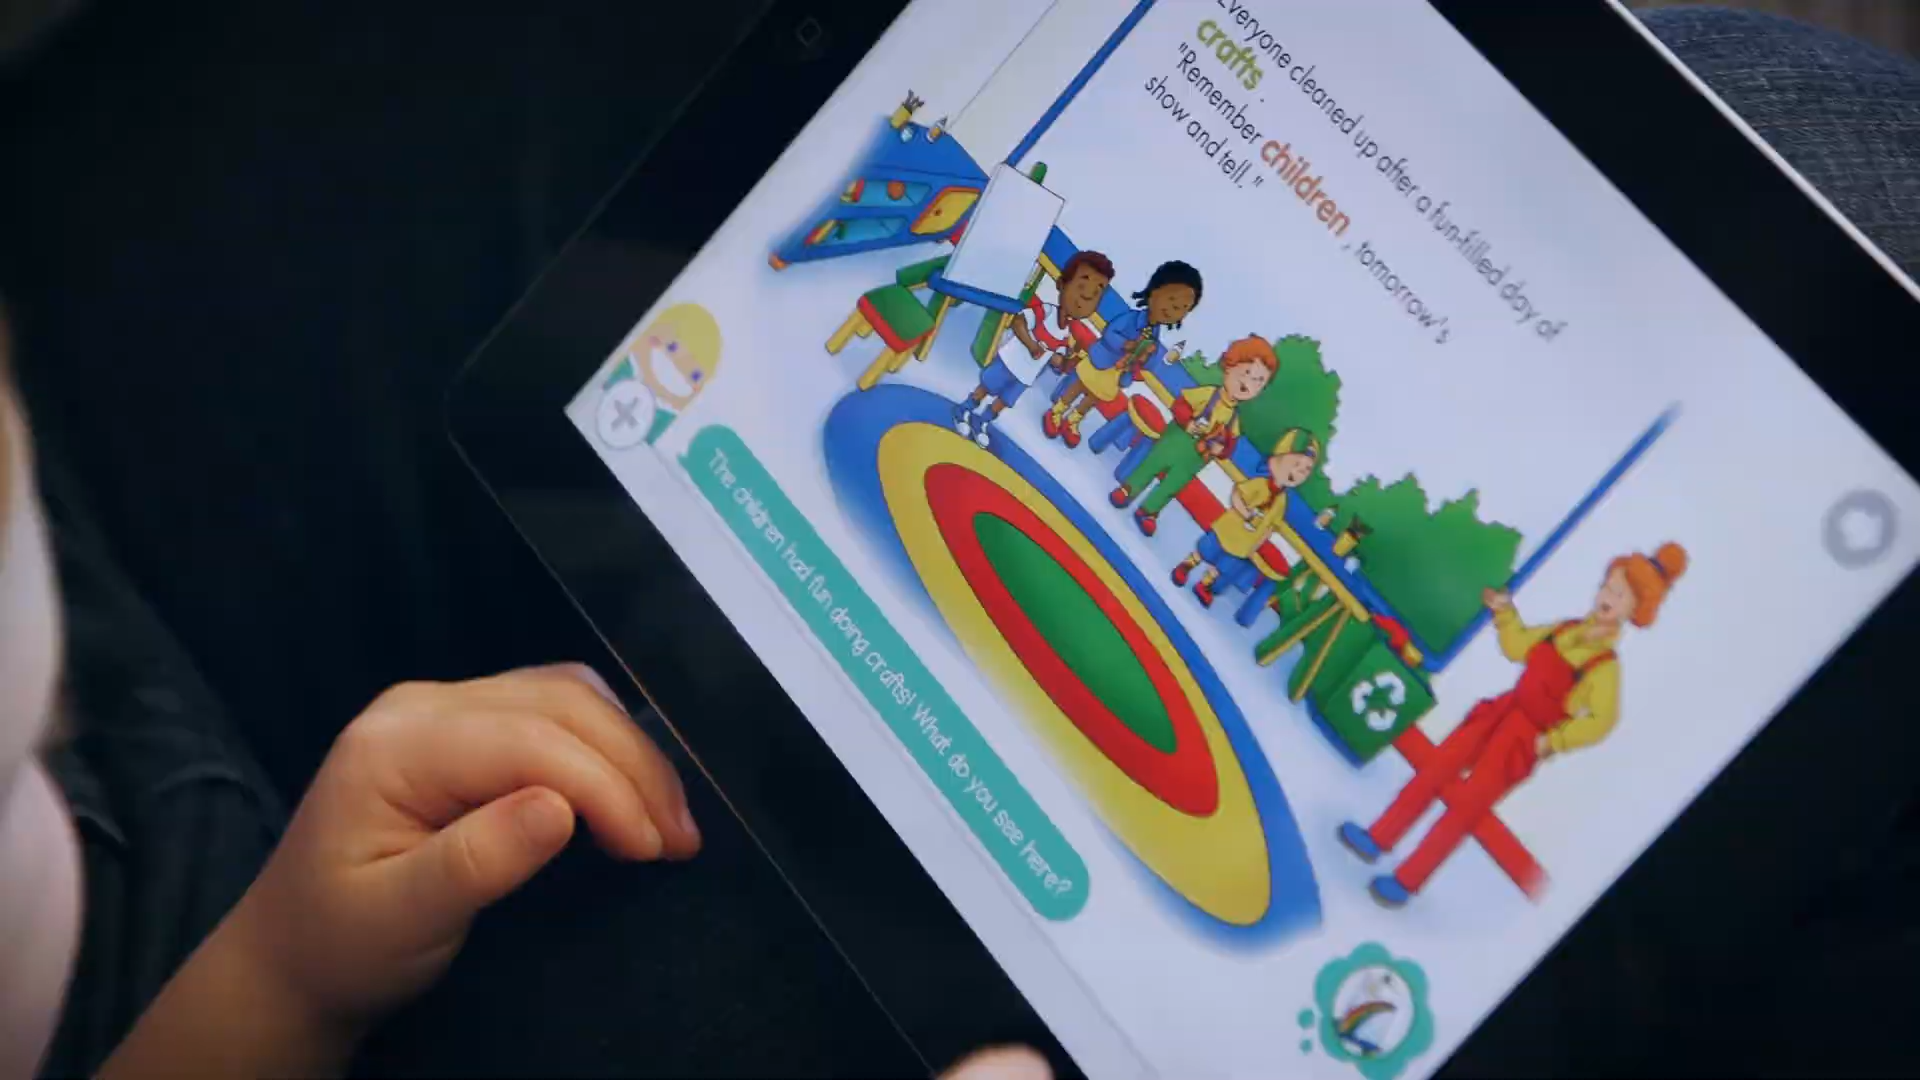 Everyone cleaned up after a fun-filled day of
crafts.
"Remember children, tomorrow's
show and tell."
The children had fun doing crafts! What do you see here?